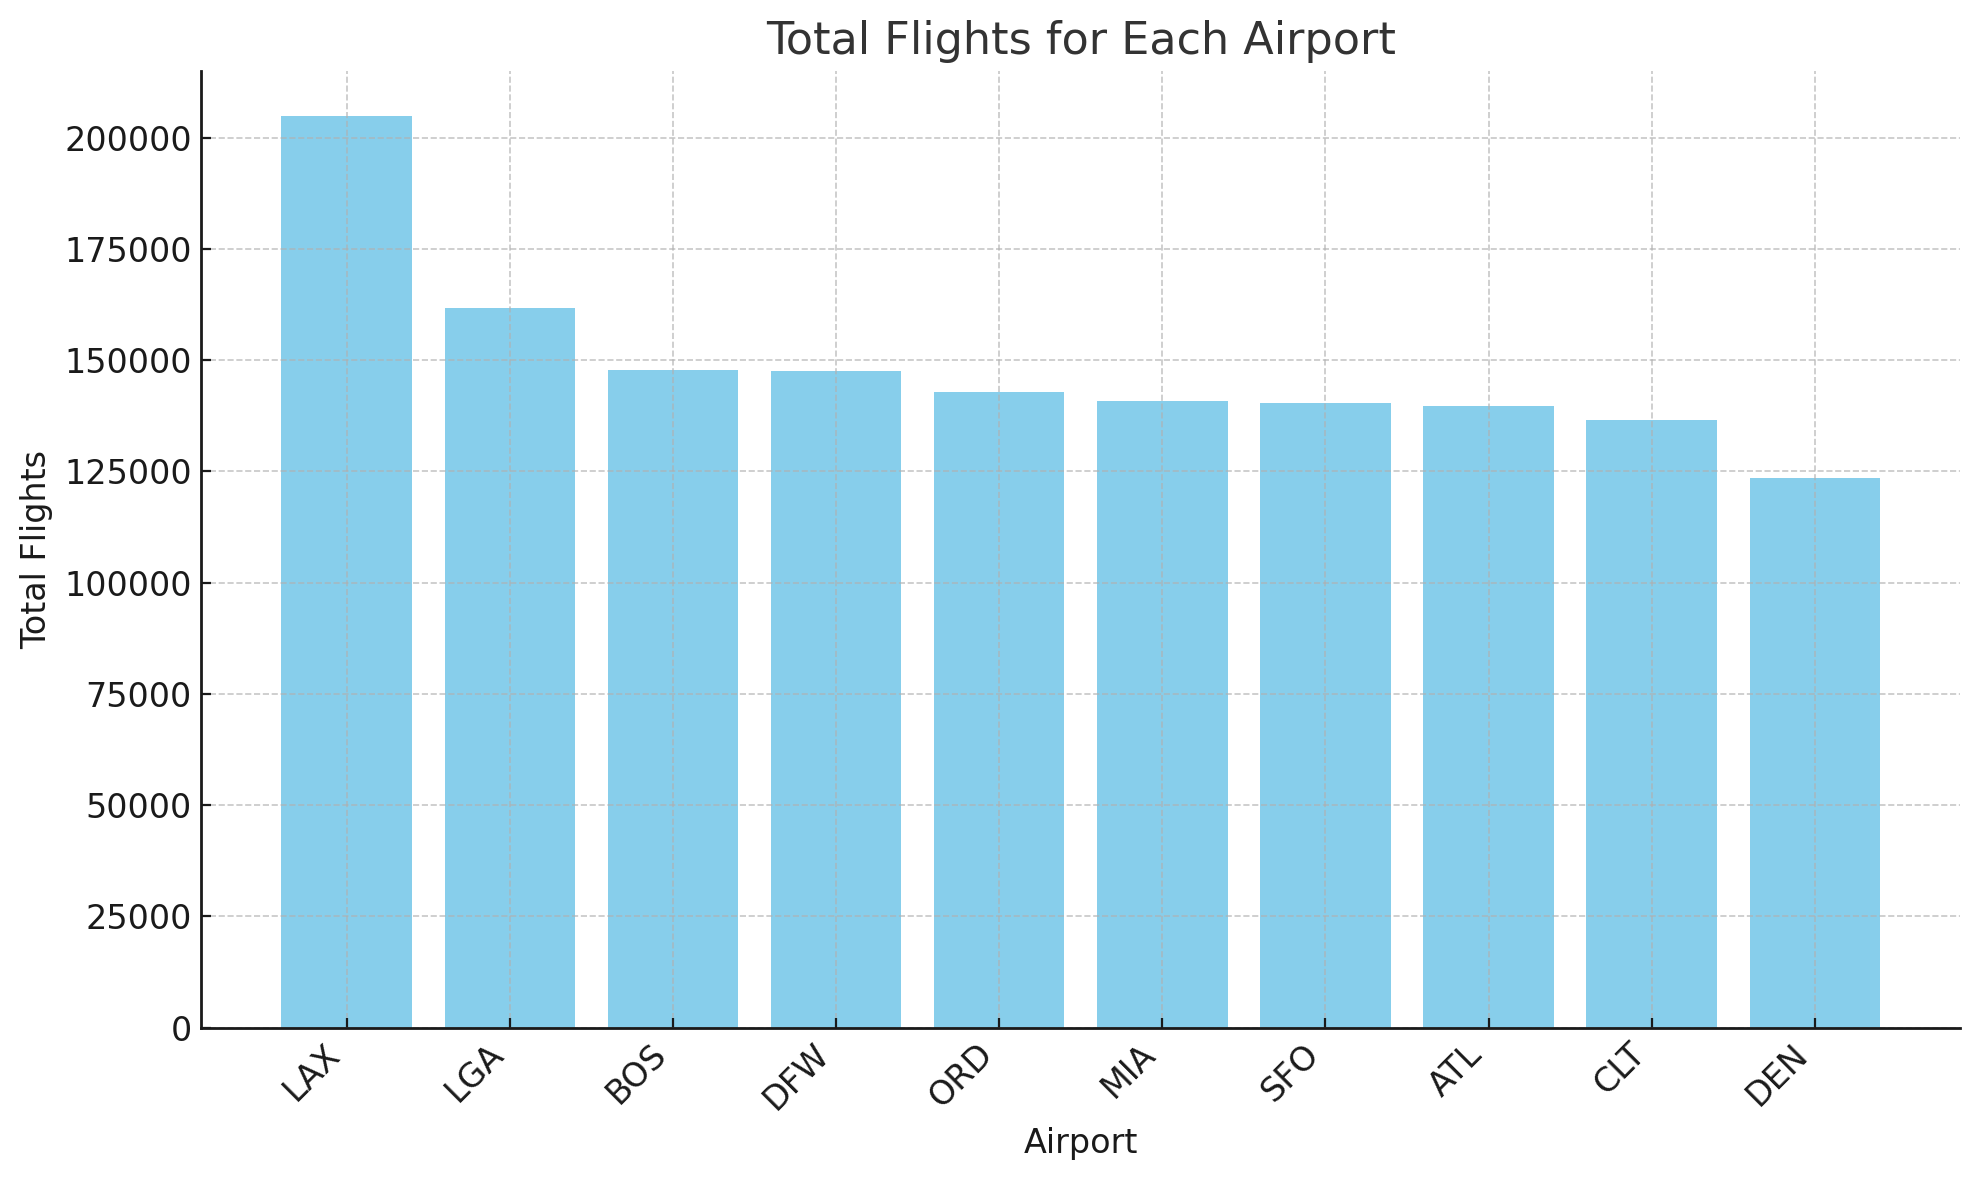 Total Flights for Each Airport
200000
175000
150000
125000
100000
75000
50000
25000
0
Total Flights
LAX
LGA
BOS
DFW
ORD
MIA
SFO
ATL
CLT
DEN
Airport